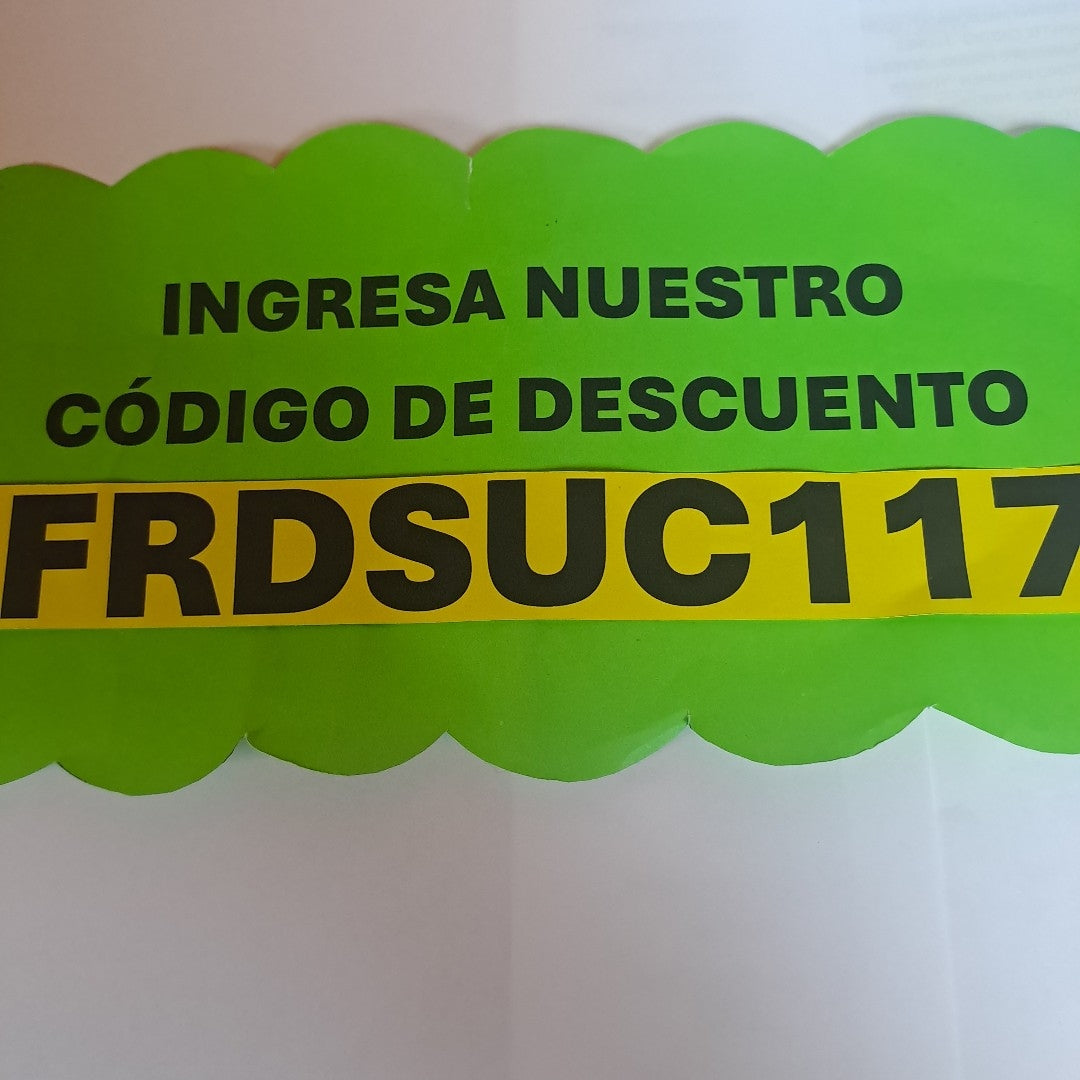 INGRESA NUESTRO
CÓDIGO DE DESCUENTO
FRDSUC117